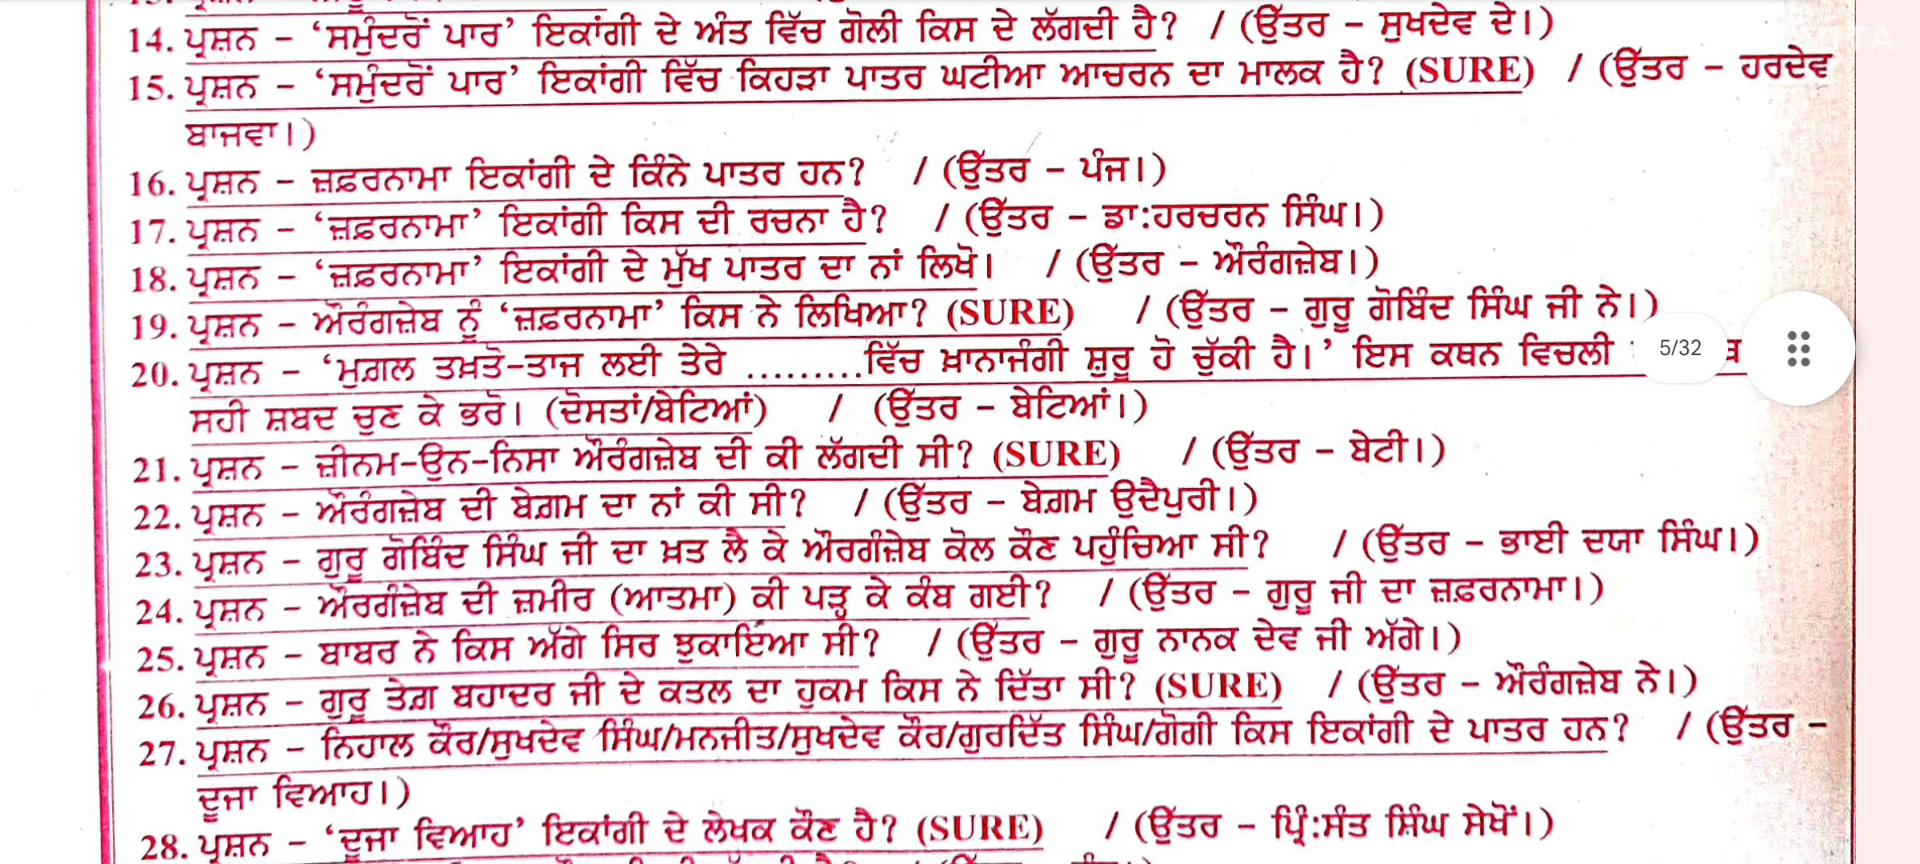 14. ਪ੍ਰਸ਼ਨ – ‘ਸਮੁੰਦਰੋਂ ਪਾਰ’ ਇਕਾਂਗੀ ਦੇ ਅੰਤ ਵਿੱਚ ਗੋਲੀ ਕਿਸ ਦੇ ਲੱਗਦੀ ਹੈ? / (ਉੱਤਰ – ਸੁਖਦੇਵ ਦੇ।)
15. ਪ੍ਰਸ਼ਨ – ‘ਸਮੁੰਦਰੋਂ ਪਾਰ’ ਇਕਾਂਗੀ ਵਿੱਚ ਕਿਹੜਾ ਪਾਤਰ ਘਟੀਆ ਆਚਰਨ ਦਾ ਮਾਲਕ ਹੈ? (SURE) / (ਉੱਤਰ – ਹਰਦੇਵ
ਬਾਜਵਾ।)
16. ਪ੍ਰਸ਼ਨ – ਜ਼ਫ਼ਰਨਾਮਾ ਇਕਾਂਗੀ ਦੇ ਕਿੰਨੇ ਪਾਤਰ ਹਨ? / (ਉੱਤਰ – ਪੰਜ।)
17. ਪ੍ਰਸ਼ਨ – ‘ਜ਼ਫ਼ਰਨਾਮਾ’ ਇਕਾਂਗੀ ਕਿਸ ਦੀ ਰਚਨਾ ਹੈ? / (ਉੱਤਰ – ਡਾ:ਹਰਚਰਨ ਸਿੰਘ।)
18. ਪ੍ਰਸ਼ਨ – ‘ਜ਼ਫ਼ਰਨਾਮਾ’ ਇਕਾਂਗੀ ਦੇ ਮੁੱਖ ਪਾਤਰ ਦਾ ਨਾਂ ਲਿਖੋ। / (ਉੱਤਰ – ਔਰੰਗਜ਼ੇਬ।)
19. ਪ੍ਰਸ਼ਨ – ਔਰੰਗਜ਼ੇਬ ਨੂੰ ‘ਜ਼ਫ਼ਰਨਾਮਾ’ ਕਿਸ ਨੇ ਲਿਖਿਆ? (SURE) / (ਉੱਤਰ – ਗੁਰੂ ਗੋਬਿੰਦ ਸਿੰਘ ਜੀ ਨੇ।)
20. ਪ੍ਰਸ਼ਨ – ‘ਮੁਗ਼ਲ ਤਖ਼ਤੋ-ਤਾਜ ਲਈ ਤੇਰੇ .........ਵਿੱਚ ਖ਼ਾਨਾਜੰਗੀ ਸ਼ੁਰੂ ਹੋ ਚੁੱਕੀ ਹੈ।’ ਇਸ ਕਥਨ ਵਿਚਲੀ 5/32
ਸਹੀ ਸ਼ਬਦ ਚੁਣ ਕੇ ਭਰੋ। (ਦੋਸਤਾਂ/ਬੇਟਿਆਂ) / (ਉੱਤਰ – ਬੇਟਿਆਂ।)
21. ਪ੍ਰਸ਼ਨ – ਜ਼ੀਨਮ-ਉਨ-ਨਿਸਾ ਔਰੰਗਜ਼ੇਬ ਦੀ ਕੀ ਲੱਗਦੀ ਸੀ? (SURE) / (ਉੱਤਰ – ਬੇਟੀ।)
22. ਪ੍ਰਸ਼ਨ – ਔਰੰਗਜ਼ੇਬ ਦੀ ਬੇਗ਼ਮ ਦਾ ਨਾਂ ਕੀ ਸੀ? / (ਉੱਤਰ – ਬੇਗ਼ਮ ਉਦੈਪੁਰੀ।)
23. ਪ੍ਰਸ਼ਨ – ਗੁਰੂ ਗੋਬਿੰਦ ਸਿੰਘ ਜੀ ਦਾ ਖ਼ਤ ਲੈ ਕੇ ਔਰਗੰਜ਼ੇਬ ਕੋਲ ਕੌਣ ਪਹੁੰਚਿਆ ਸੀ? / (ਉੱਤਰ – ਭਾਈ ਦਯਾ ਸਿੰਘ।)
24. ਪ੍ਰਸ਼ਨ – ਔਰਗੰਜ਼ੇਬ ਦੀ ਜ਼ਮੀਰ (ਆਤਮਾ) ਕੀ ਪੜ੍ਹ ਕੇ ਕੰਬ ਗਈ? / (ਉੱਤਰ – ਗੁਰੂ ਜੀ ਦਾ ਜ਼ਫ਼ਰਨਾਮਾ।)
25. ਪ੍ਰਸ਼ਨ – ਬਾਬਰ ਨੇ ਕਿਸ ਅੱਗੇ ਸਿਰ ਝੁਕਾਇਆ ਸੀ? / (ਉੱਤਰ – ਗੁਰੂ ਨਾਨਕ ਦੇਵ ਜੀ ਅੱਗੇ।)
26. ਪ੍ਰਸ਼ਨ – ਗੁਰੂ ਤੇਗ਼ ਬਹਾਦਰ ਜੀ ਦੇ ਕਤਲ ਦਾ ਹੁਕਮ ਕਿਸ ਨੇ ਦਿੱਤਾ ਸੀ? (SURE) / (ਉੱਤਰ – ਔਰੰਗਜ਼ੇਬ ਨੇ।)
27. ਪ੍ਰਸ਼ਨ – ਨਿਹਾਲ ਕੌਰ/ਸੁਖਦੇਵ ਸਿੰਘ/ਮਨਜੀਤ/ਸੁਖਦੇਵ ਕੌਰ/ਗੁਰਦਿੱਤ ਸਿੰਘ/ਗੋਗੀ ਕਿਸ ਇਕਾਂਗੀ ਦੇ ਪਾਤਰ ਹਨ? / (ਉੱਤਰ –
ਦੂਜਾ ਵਿਆਹ।)
28. ਪ੍ਰਸ਼ਨ – ‘ਦੂਜਾ ਵਿਆਹ’ ਇਕਾਂਗੀ ਦੇ ਲੇਖਕ ਕੌਣ ਹੈ? (SURE) / (ਉੱਤਰ – ਪ੍ਰਿੰ:ਸੰਤ ਸਿੰਘ ਸੇਖੋਂ।)